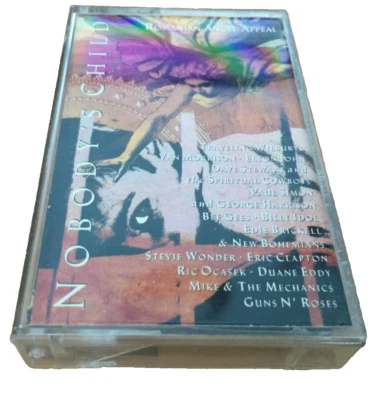 ROMANIAN ANGEL APPEAL
NOBODY'S CHILD
TRAVELING WILBURYS
VAN MORRISON · ELTON JOHN
DAVE STEWART AND
THE SPIRITUAL COWBOYS
PAUL SIMON
AND GEORGE HARRISON
BEE GEES · BILLY IDOL
EDIE BRICKELL
& NEW BOHEMIANS
STEVIE WONDER · ERIC CLAPTON
RIC OCASEK · DUANE EDDY
MIKE & THE MECHANICS
GUNS N' ROSES